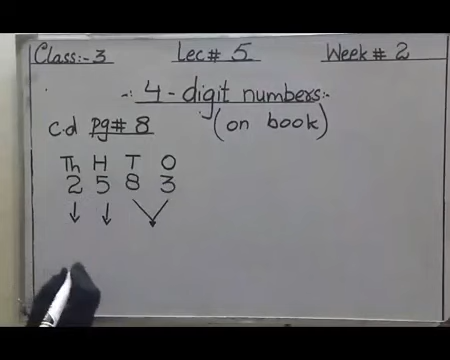 Class:- 3 Lec# 5 Week# 2
4-digit numbers:-
c.d pg# 8 (on book)
Th H T O
2 5 8 3